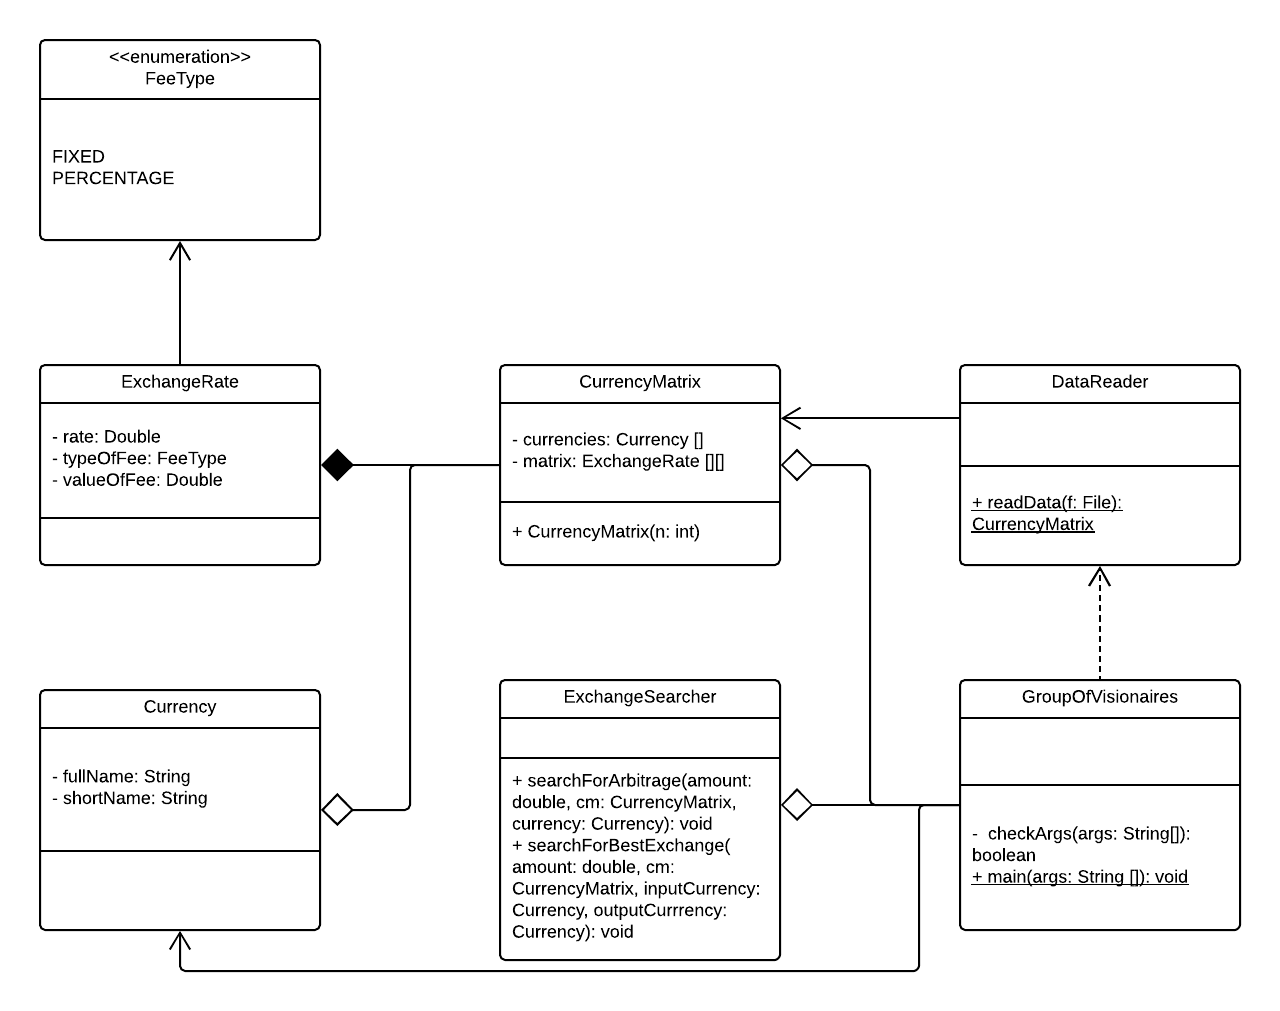 <<enumeration>>
FeeType
FIXED
PERCENTAGE
ExchangeRate
- rate: Double
- typeOfFee: FeeType
- valueOfFee: Double
CurrencyMatrix
- currencies: Currency []
- matrix: ExchangeRate [][]
+ CurrencyMatrix(n: int)
DataReader
+ readData(f: File):
CurrencyMatrix
Currency
- fullName: String
- shortName: String
ExchangeSearcher
+ searchForArbitrage(amount:
double, cm: CurrencyMatrix,
currency: Currency): void
+ searchForBestExchange(
amount: double, cm:
CurrencyMatrix, inputCurrency:
Currency, outputCurrrency:
Currency): void
GroupOfVisionaires
- checkArgs(args: String[]):
boolean
+ main(args: String []): void